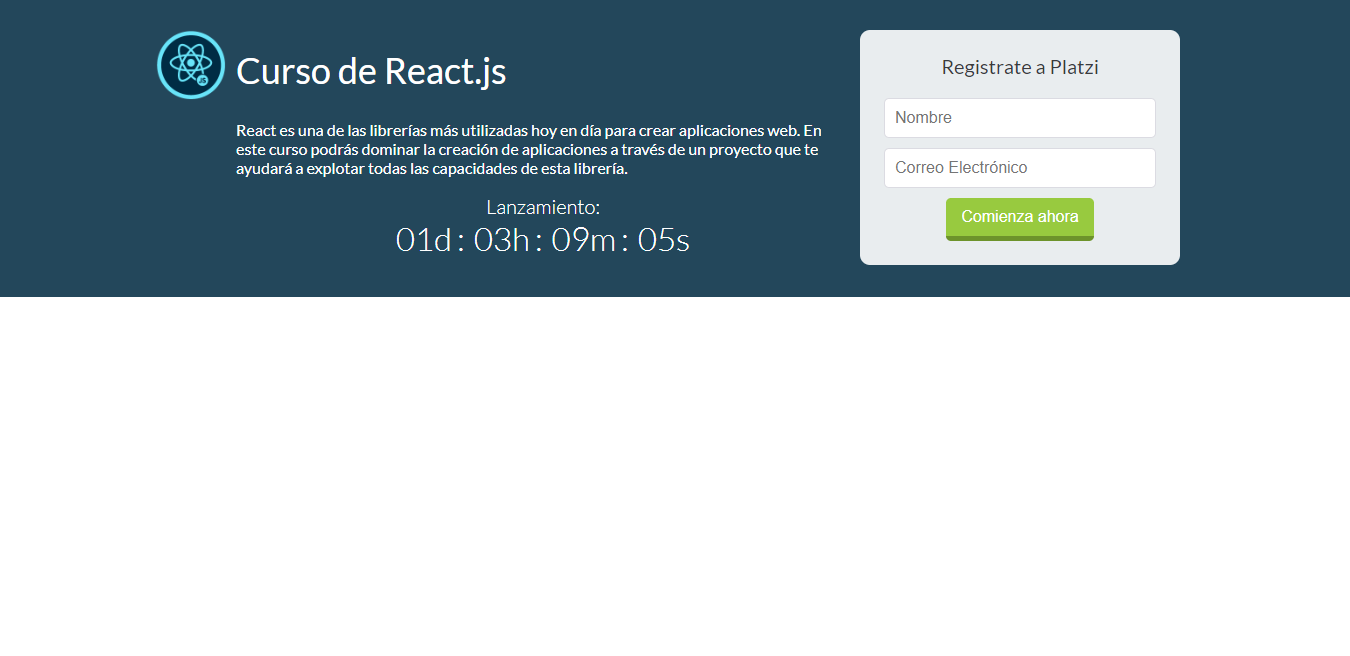 Curso de React.js
React es una de las librerías más utilizadas hoy en día para crear aplicaciones web. En
este curso podrás dominar la creación de aplicaciones a través de un proyecto que te
ayudará a explotar todas las capacidades de esta librería.
Lanzamiento:
01d : 03h : 09m : 05s
Registrate a Platzi
Nombre
Correo Electrónico
Comienza ahora